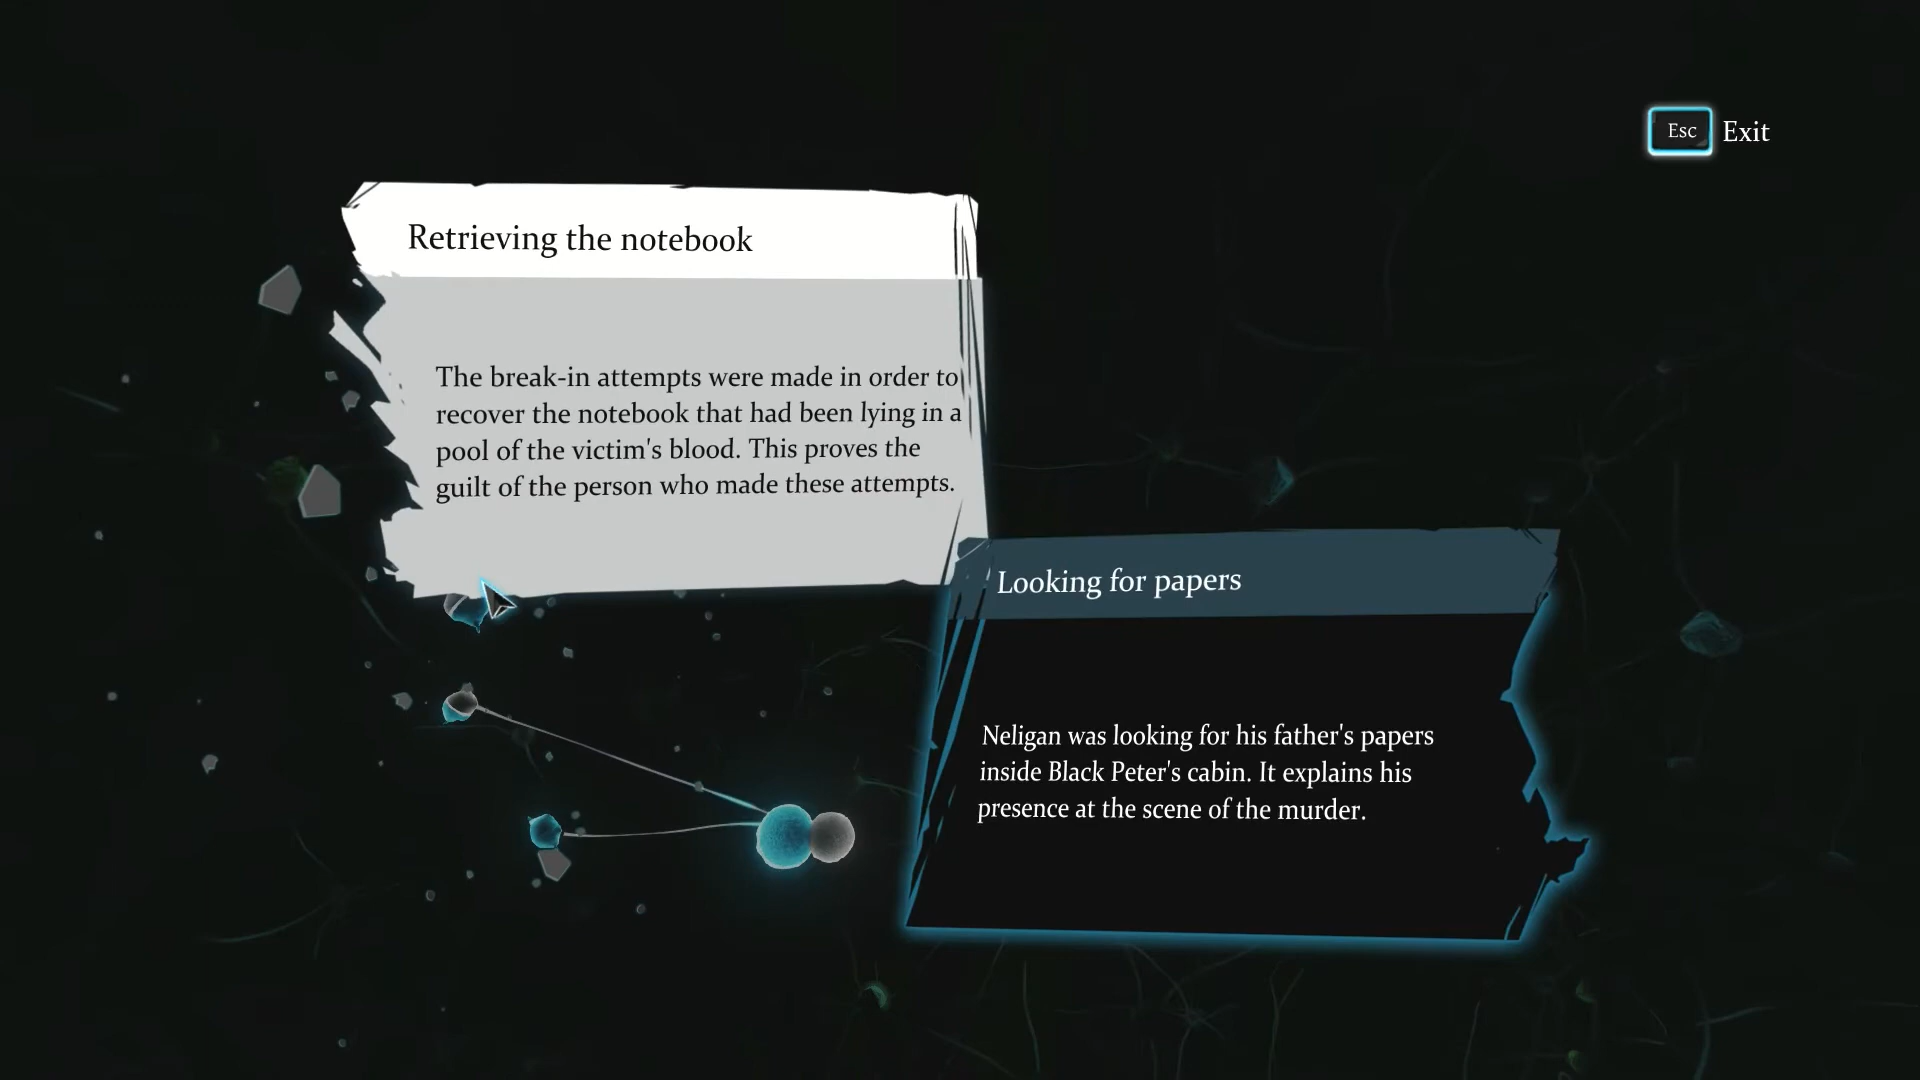 Esc Exit
Retrieving the notebook
The break-in attempts were made in order to
recover the notebook that had been lying in a
pool of the victim's blood. This proves the
guilt of the person who made these attempts.
Looking for papers
Neligan was looking for his father's papers
inside Black Peter's cabin. It explains his
presence at the scene of the murder.